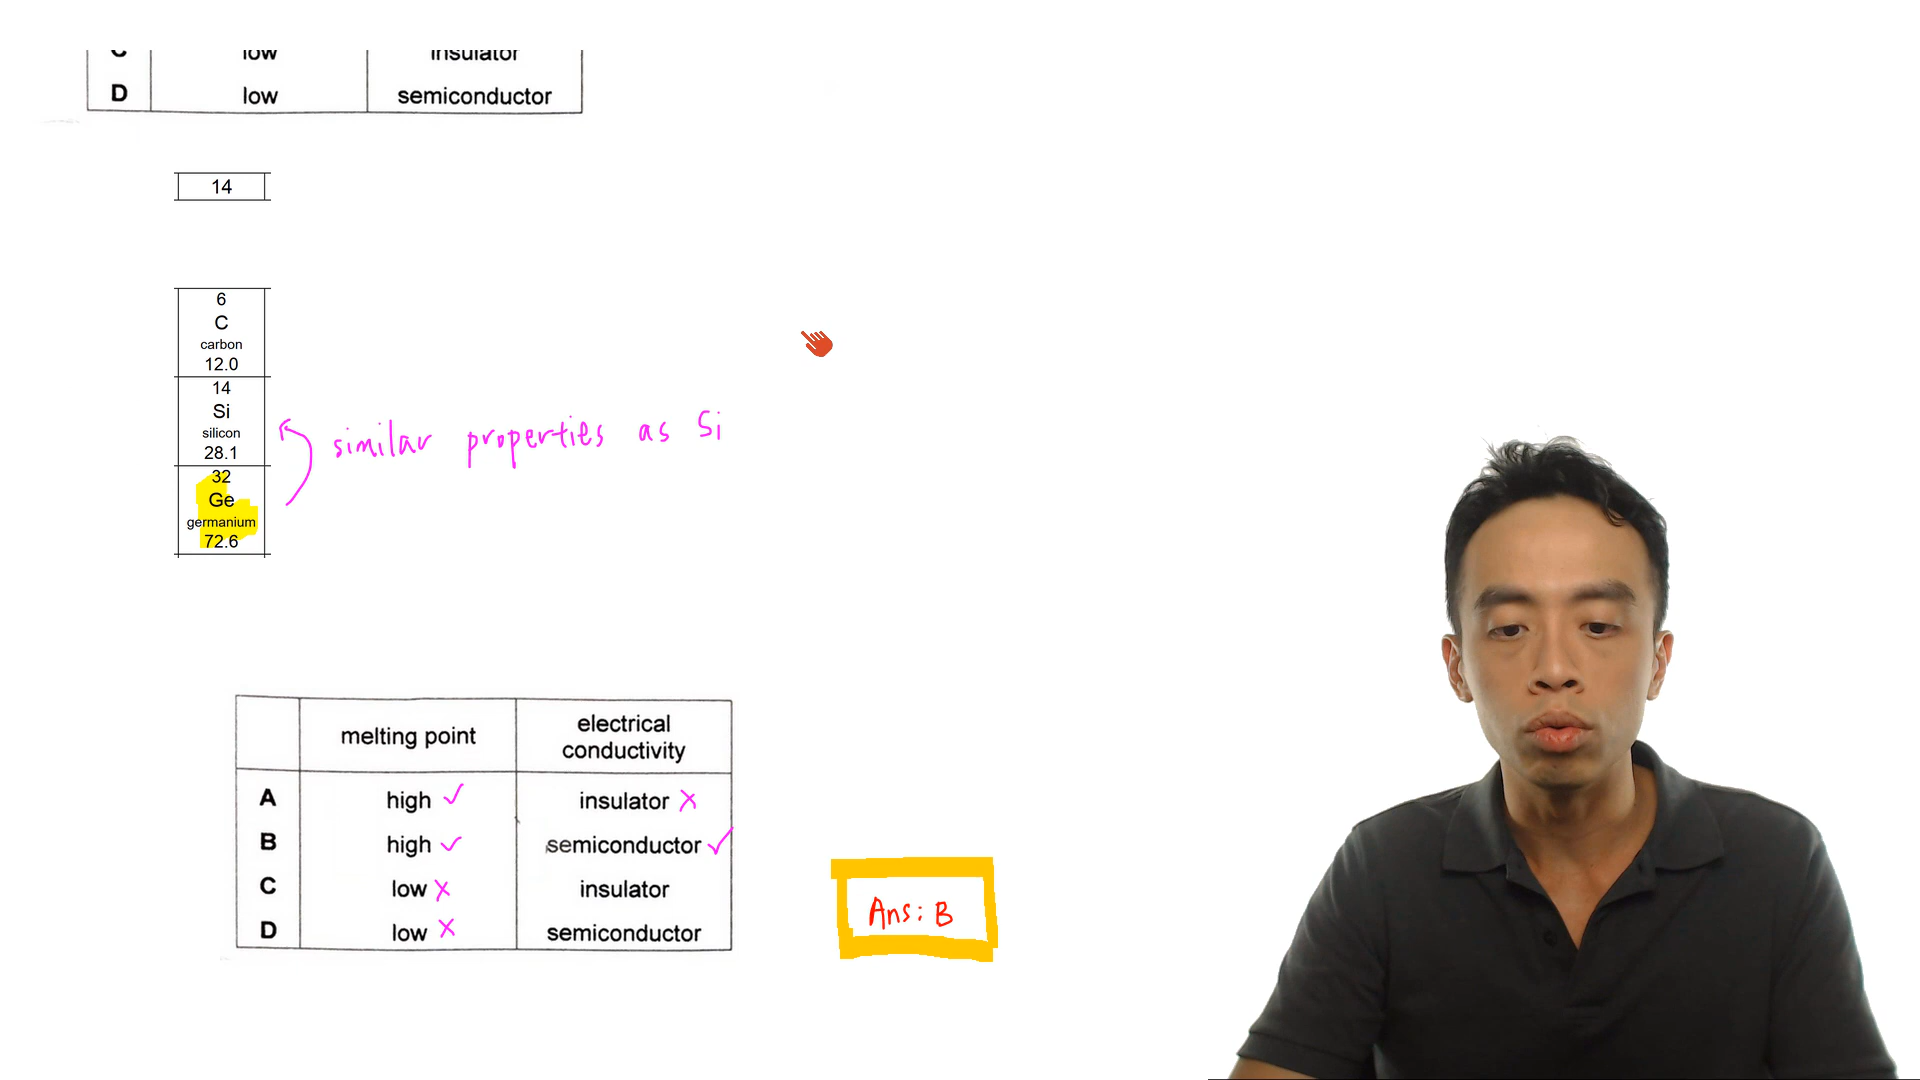 C low insulator
D low semiconductor
14
6
C
carbon
12.0
14
Si
silicon
28.1
similar properties as Si
32
Ge
germanium
72.6
melting point electrical conductivity
A high ✓ insulator ✗
B high ✓ semiconductor ✓
C low ✗ insulator
D low ✗ semiconductor
Ans: B